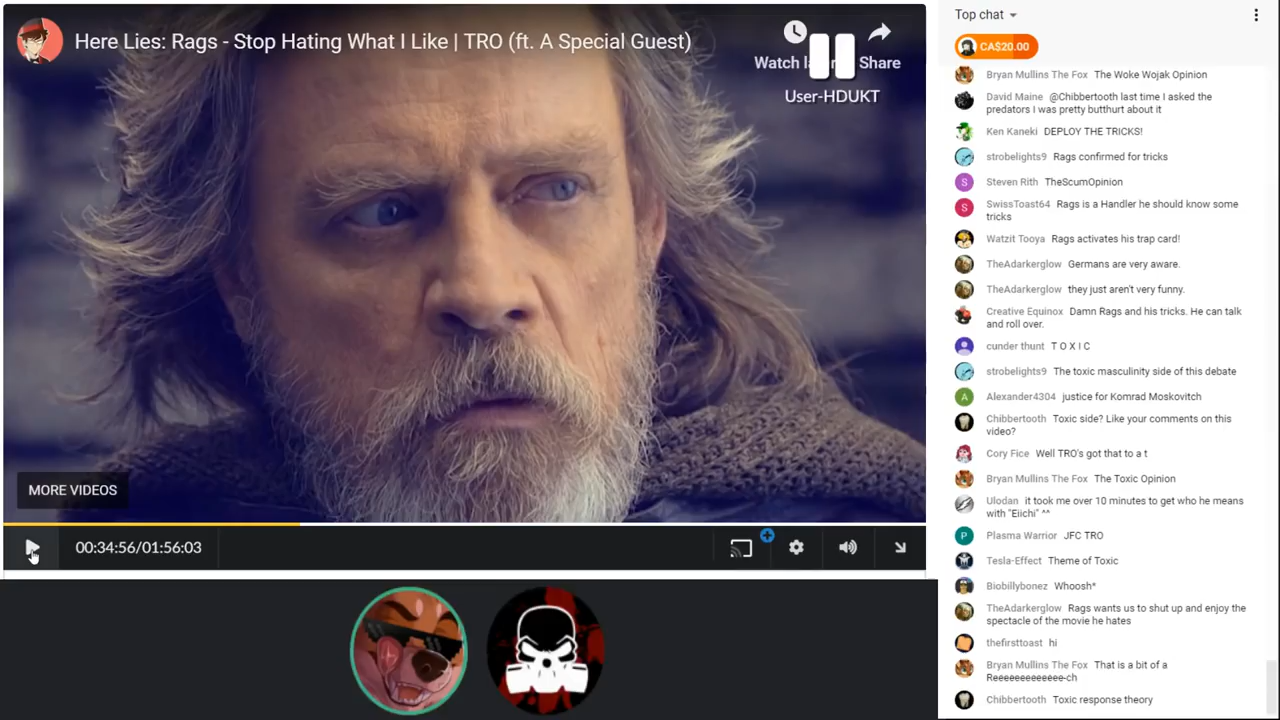 Here Lies: Rags - Stop Hating What I Like | TRO (ft. A Special Guest)
Share
User-HDUKT
MORE VIDEOS
00:34:56/01:56:03
Top chat
CA$20.00
Bryan Mullins The Fox The Woke Wojak Opinion
David Maine @Chibbertooth last time I asked the
predators I was pretty butthurt about it
Ken Kaneki DEPLOY THE TRICKS!
strobelights9 Rags confirmed for tricks
S Steven Rith TheScumOpinion
S SwissToast64 Rags is a Handler he should know some
tricks
Watzit Tooya Rags activates his trap card!
TheAdarkerglow Germans are very aware.
TheAdarkerglow they just aren't very funny.
Creative Equinox Damn Rags and his tricks. He can talk
and roll over.
cunder thunt T O X I C
strobelights9 The toxic masculinity side of this debate
A Alexander4304 justice for Komrad Moskovitch
Chibbertooth Toxic side? Like your comments on this
video?
Cory Fice Well TRO's got that to a t
Bryan Mullins The Fox The Toxic Opinion
Ulodan it took me over 10 minutes to get who he means
with "Eiichi" ^^
P Plasma Warrior JFC TRO
Tesla-Effect Theme of Toxic
Biobillybonez Whoosh*
TheAdarkerglow Rags wants us to shut up and enjoy the
spectacle of the movie he hates
thefirsttoast hi
Bryan Mullins The Fox That is a bit of a
Reeeeeeeeeeeee-ch
Chibbertooth Toxic response theory